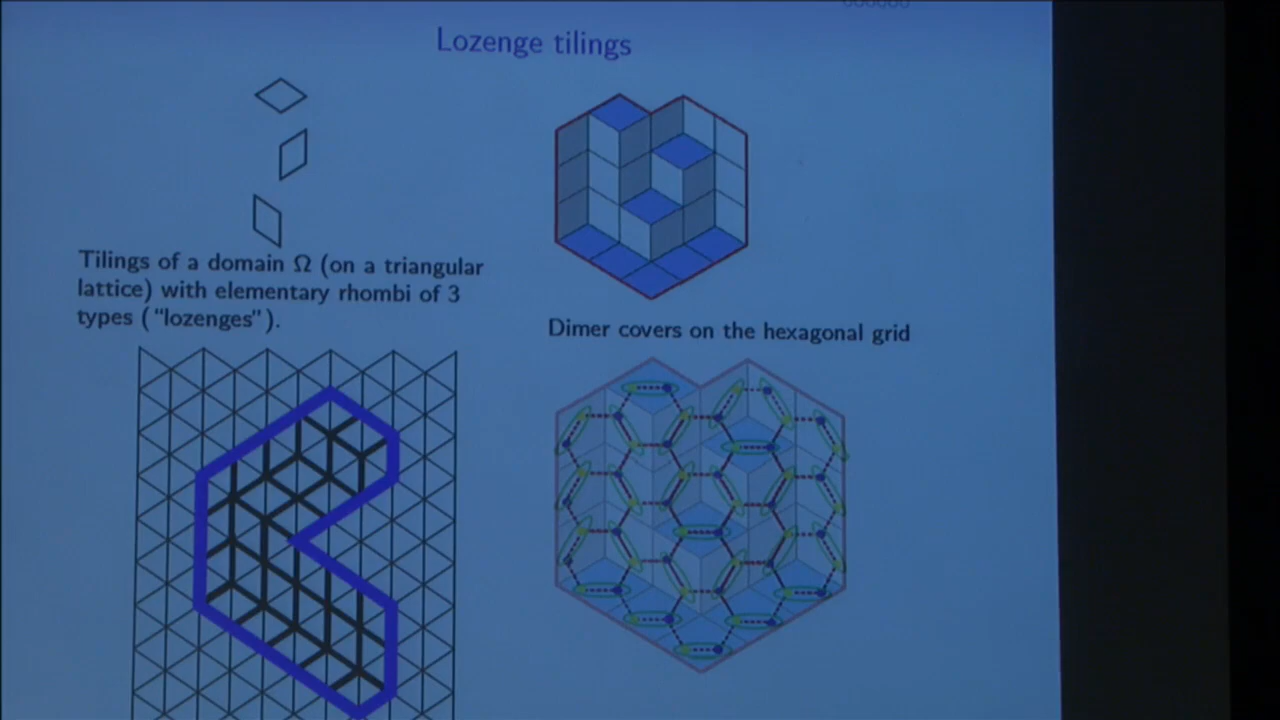 Lozenge tilings
Tilings of a domain Ω (on a triangular
lattice) with elementary rhombi of 3
types ("lozenges").
Dimer covers on the hexagonal grid